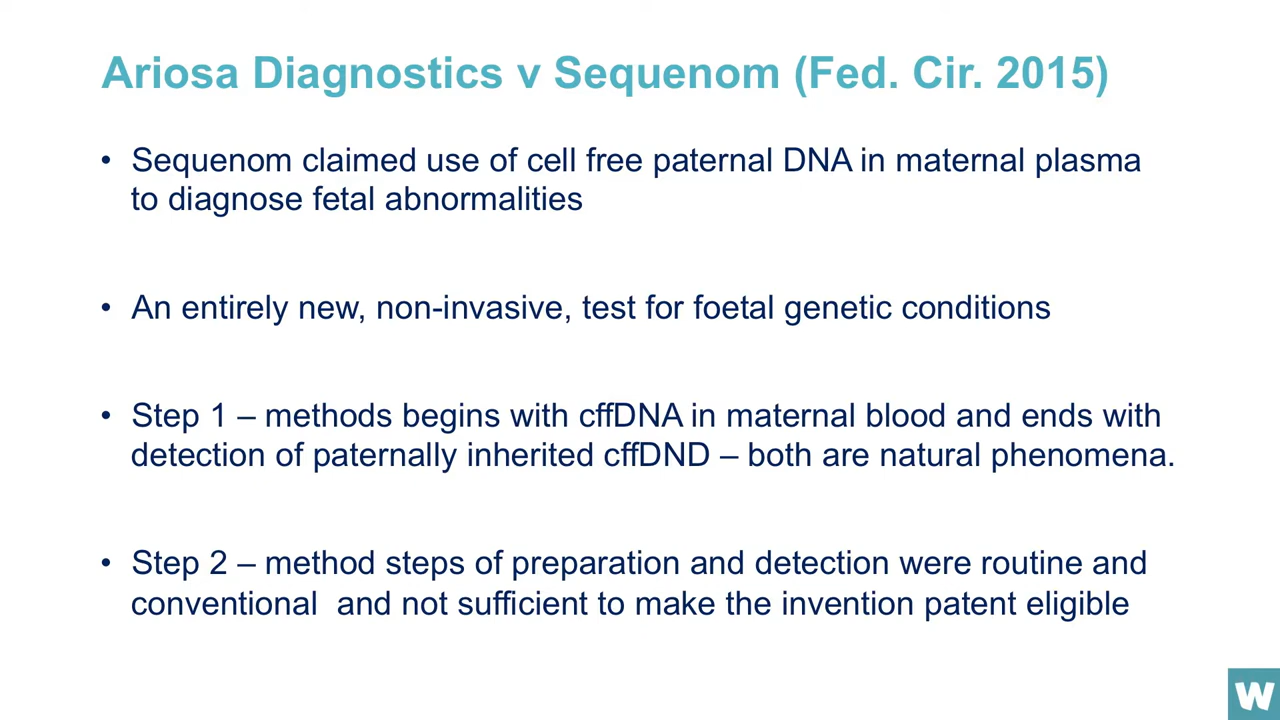 Ariosa Diagnostics v Sequenom (Fed. Cir. 2015)
• Sequenom claimed use of cell free paternal DNA in maternal plasma
to diagnose fetal abnormalities
• An entirely new, non-invasive, test for foetal genetic conditions
• Step 1 – methods begins with cffDNA in maternal blood and ends with
detection of paternally inherited cffDND – both are natural phenomena.
• Step 2 – method steps of preparation and detection were routine and
conventional  and not sufficient to make the invention patent eligible
W